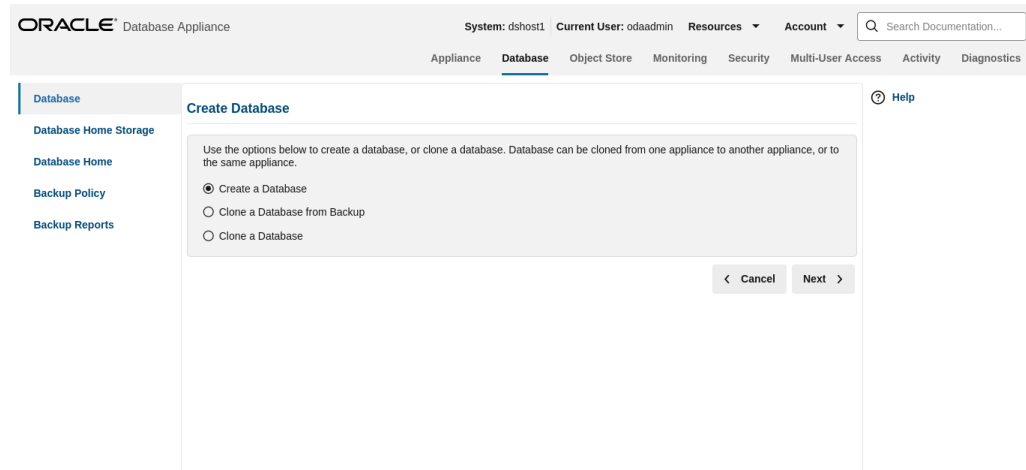 ORACLE® Database Appliance
System: dshost1 Current User: odaadmin Resources Account Search Documentation...
Appliance Database Object Store Monitoring Security Multi-User Access Activity Diagnostics
Database
Database Home Storage
Database Home
Backup Policy
Backup Reports
Create Database
Use the options below to create a database, or clone a database. Database can be cloned from one appliance to another appliance, or to
the same appliance.
Create a Database
Clone a Database from Backup
Clone a Database
Cancel Next
Help